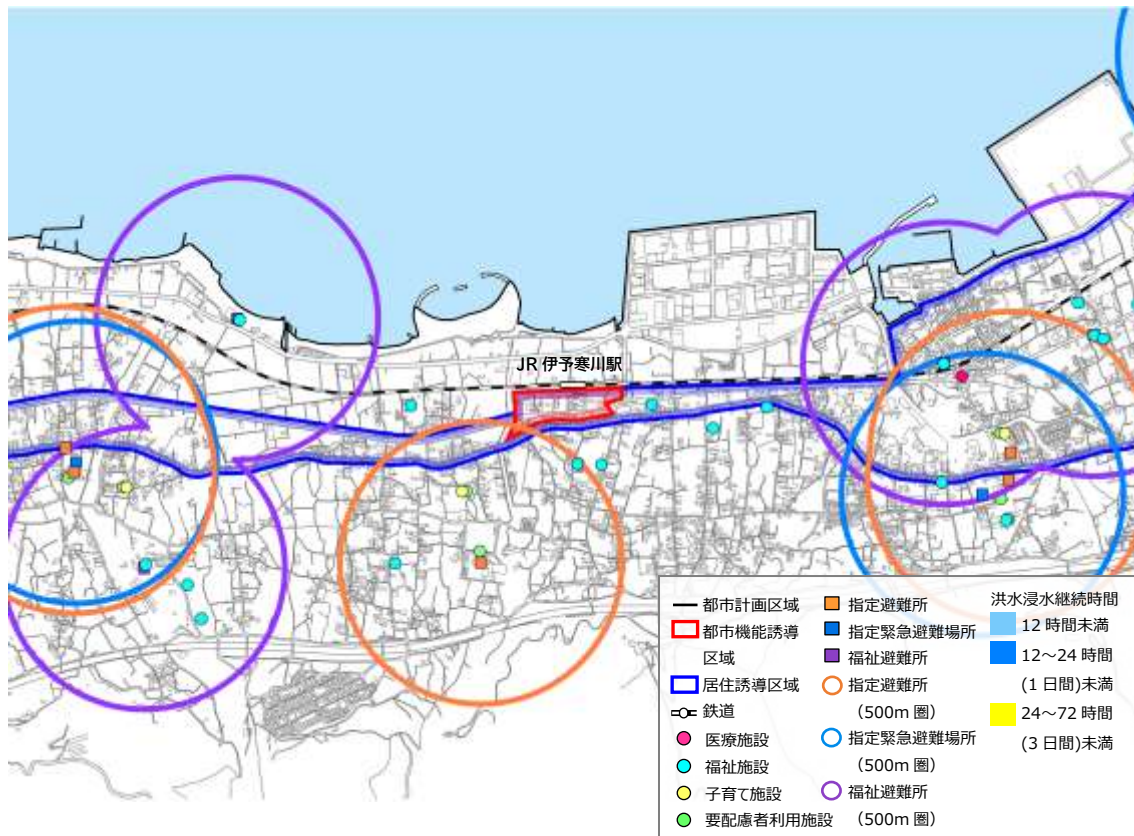 JR 伊予寒川駅
都市計画区域
都市機能誘導
区域
居住誘導区域
鉄道
医療施設
福祉施設
子育て施設
要配慮者利用施設
指定避難所
指定緊急避難場所
福祉避難所
指定避難所
（500m 圏）
指定緊急避難場所
（500m 圏）
福祉避難所
（500m 圏）
洪水浸水継続時間
12 時間未満
12～24 時間
(1 日間)未満
24～72 時間
(3 日間)未満